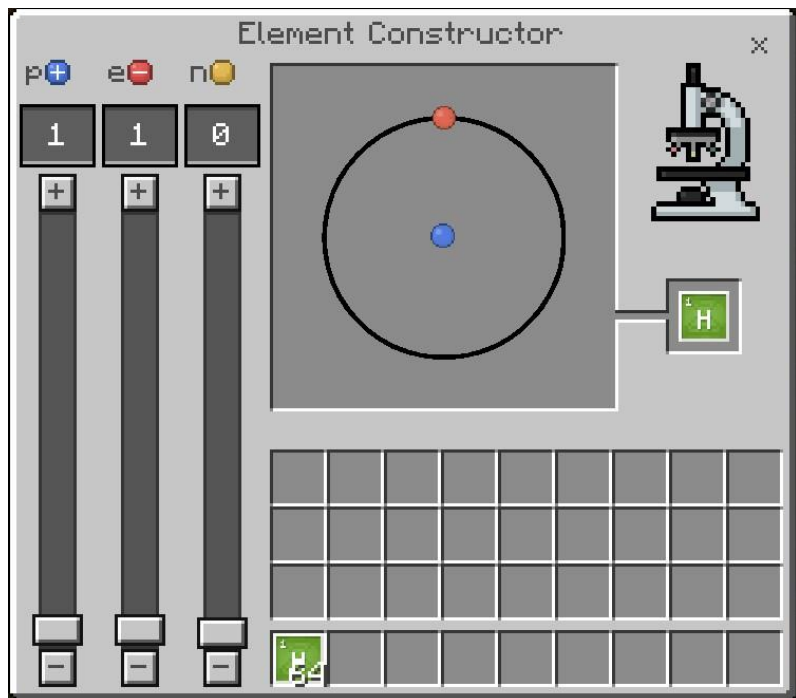 Element Constructor
x
p+ e− n
1 1 0
+ + +
1
H
− − −
1
H
64